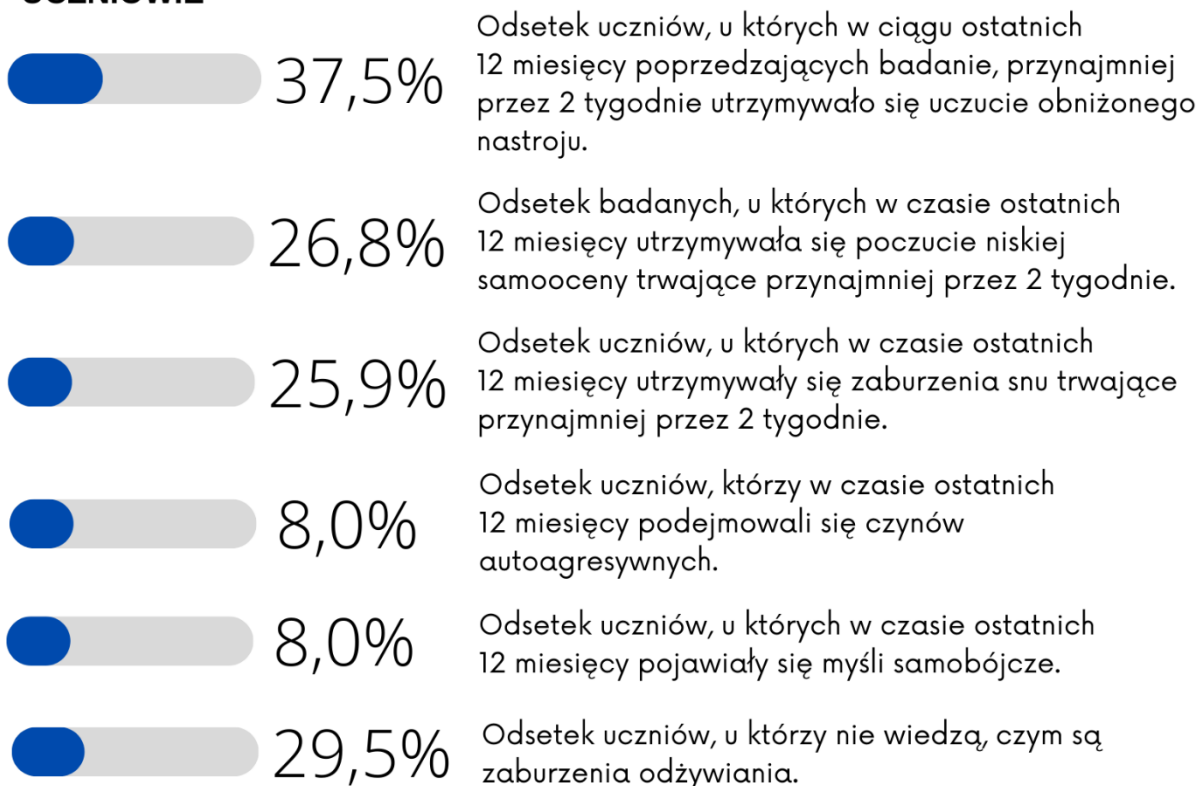 UCZNIOWIE
37,5%
Odsetek uczniów, u których w ciągu ostatnich
12 miesięcy poprzedzających badanie, przynajmniej
przez 2 tygodnie utrzymywało się uczucie obniżonego
nastroju.
26,8%
Odsetek badanych, u których w czasie ostatnich
12 miesięcy utrzymywała się poczucie niskiej
samooceny trwające przynajmniej przez 2 tygodnie.
25,9%
Odsetek uczniów, u których w czasie ostatnich
12 miesięcy utrzymywały się zaburzenia snu trwające
przynajmniej przez 2 tygodnie.
8,0%
Odsetek uczniów, którzy w czasie ostatnich
12 miesięcy podejmowali się czynów
autoagresywnych.
8,0%
Odsetek uczniów, u których w czasie ostatnich
12 miesięcy pojawiały się myśli samobójcze.
29,5%
Odsetek uczniów, u którzy nie wiedzą, czym są
zaburzenia odżywiania.